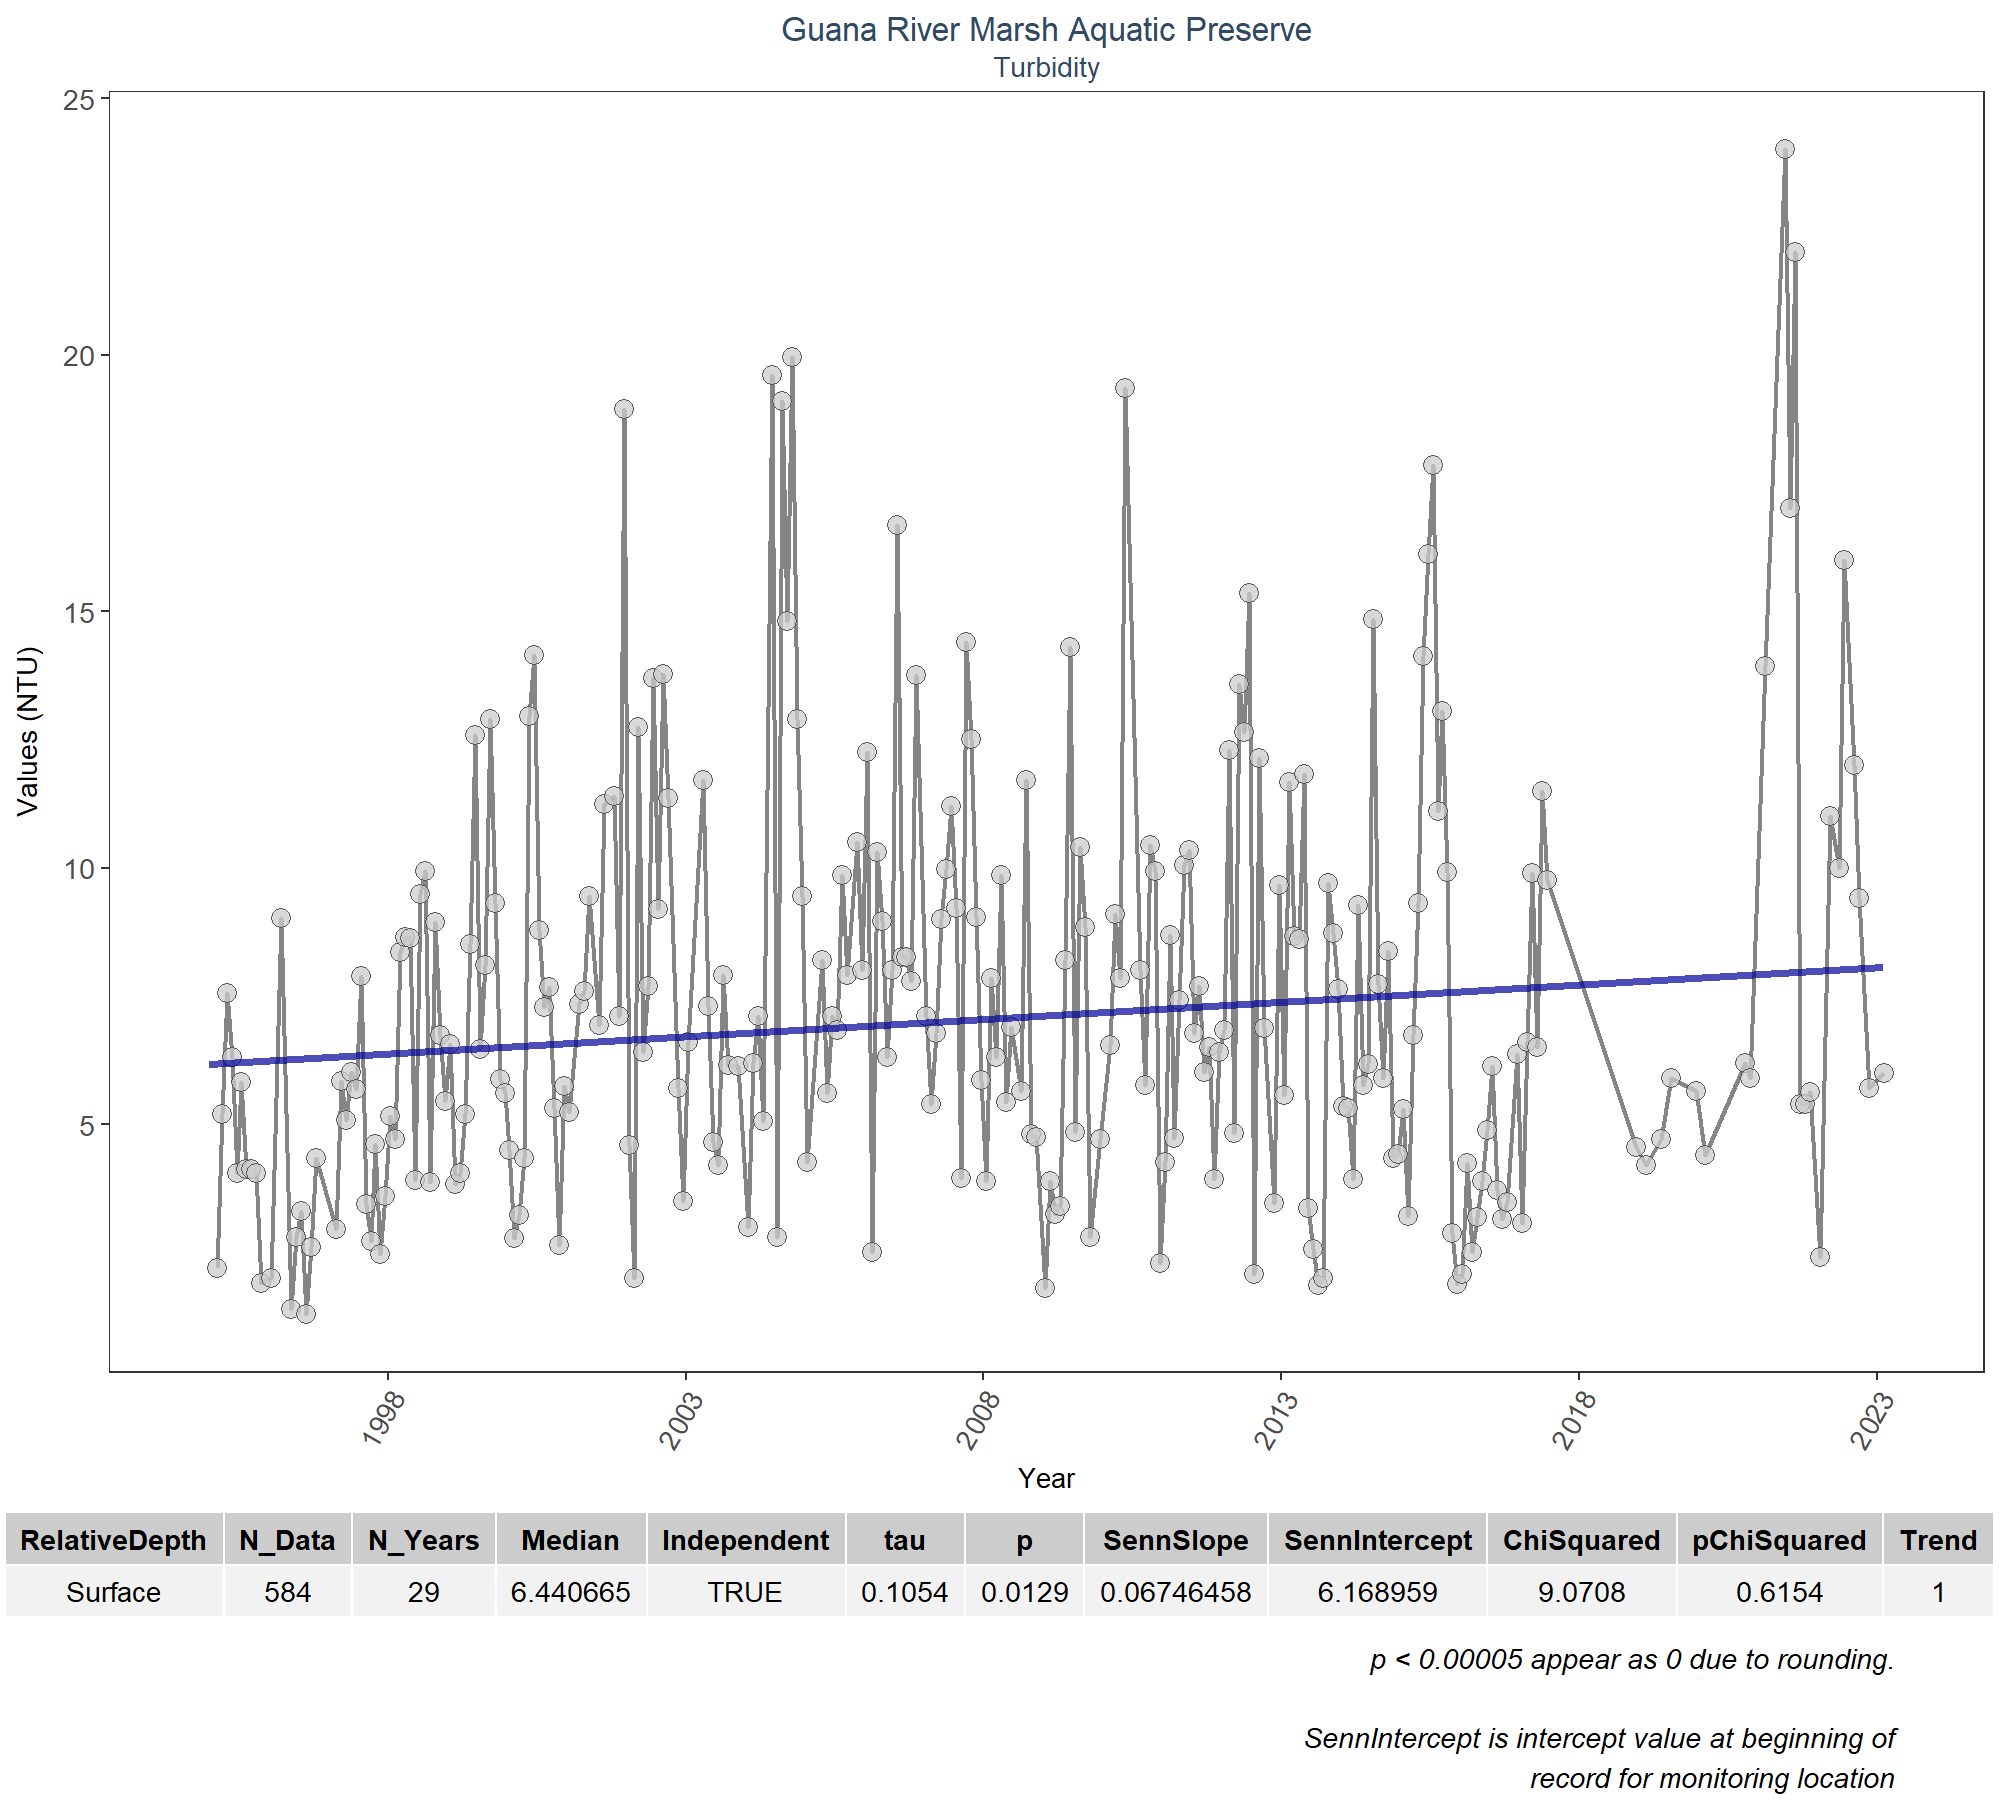 Guana River Marsh Aquatic Preserve
Turbidity
25
20
15
10
5
Values (NTU)
1998
2003
2008
2013
2018
2023
Year
RelativeDepth N_Data N_Years Median Independent tau p SennSlope SennIntercept ChiSquared pChiSquared Trend
Surface 584 29 6.440665 TRUE 0.1054 0.0129 0.06746458 6.168959 9.0708 0.6154 1
p < 0.00005 appear as 0 due to rounding.
SennIntercept is intercept value at beginning of
record for monitoring location